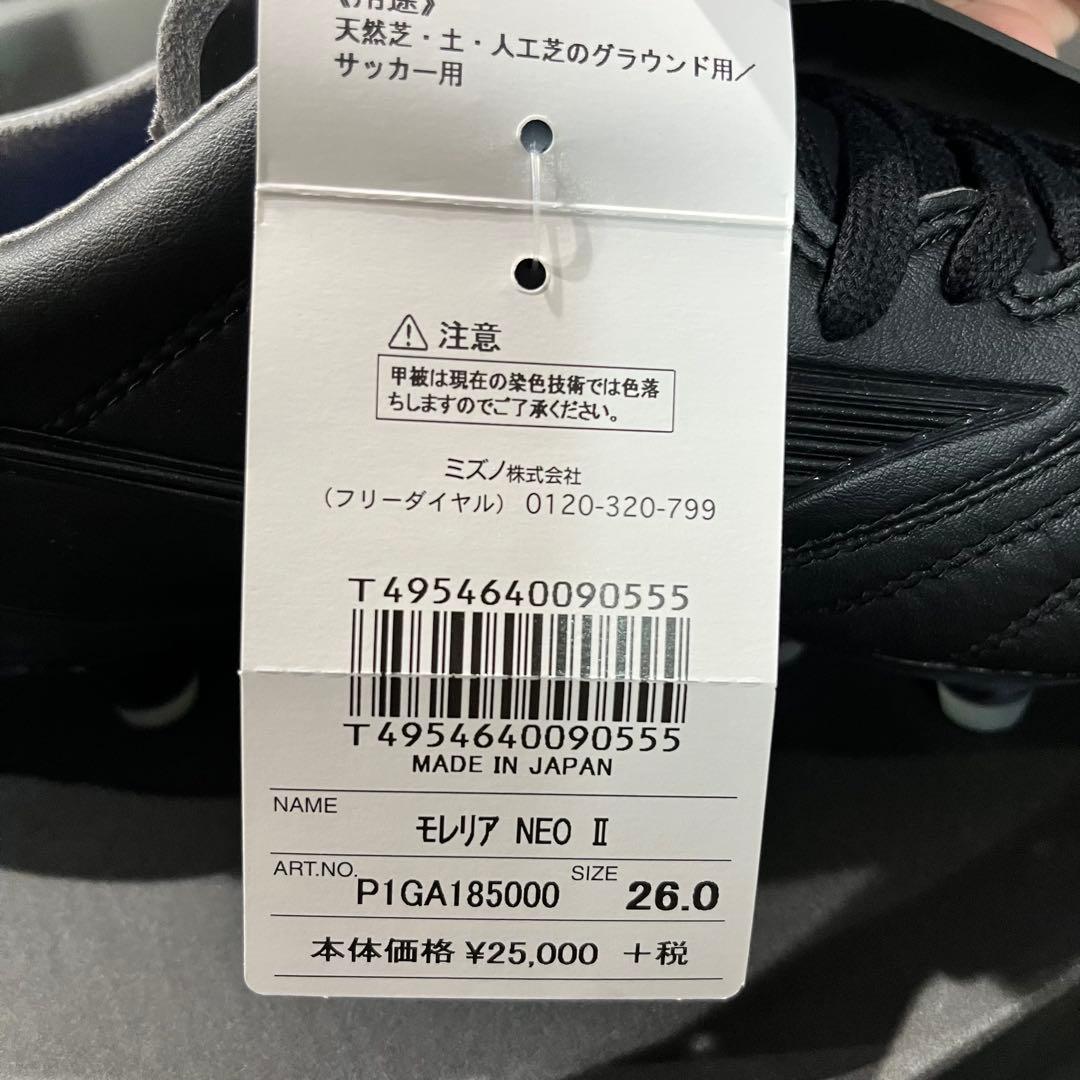 《用途》
天然芝・土・人工芝のグラウンド用／
サッカー用
⚠ 注意
甲被は現在の染色技術では色落
ちしますのでご了承ください。
ミズノ株式会社
（フリーダイヤル） 0120-320-799
T4954640090555
T4954640090555
MADE IN JAPAN
NAME
モレリア NEO Ⅱ
ART.NO. P1GA185000 SIZE 26.0
本体価格 ¥25,000 +税